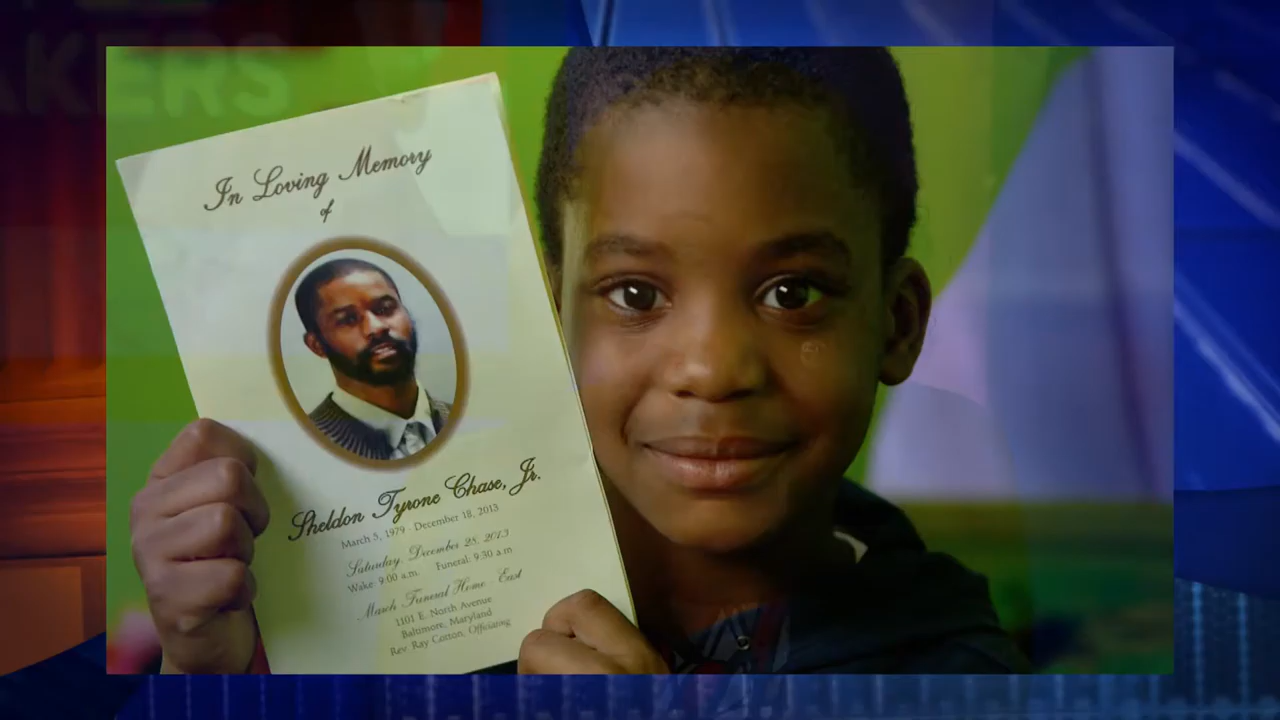 AKERS
In Loving Memory
of
Sheldon Tyrone Chase, Jr.
March 5, 1979 - December 18, 2013
Saturday, December 28, 2013
Wake: 9:00 a.m. Funeral: 9:30 a.m
March Funeral Home - East
1101 E. North Avenue
Baltimore, Maryland
Rev. Ray Cotton, Officiating